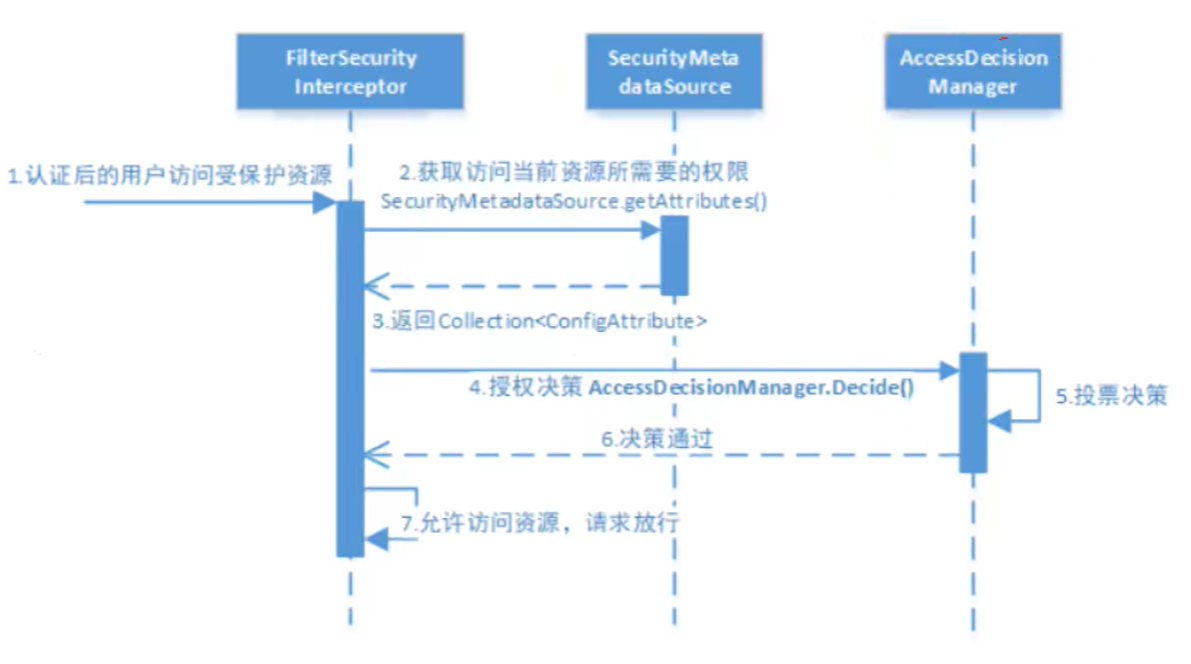 FilterSecurity
Interceptor
SecurityMeta
dataSource
AccessDecision
Manager
1.认证后的用户访问受保护资源
2.获取访问当前资源所需要的权限
SecurityMetadataSource.getAttributes()
3.返回Collection<ConfigAttribute>
4.授权决策 AccessDecisionManager.Decide()
5.投票决策
6.决策通过
7.允许访问资源，请求放行